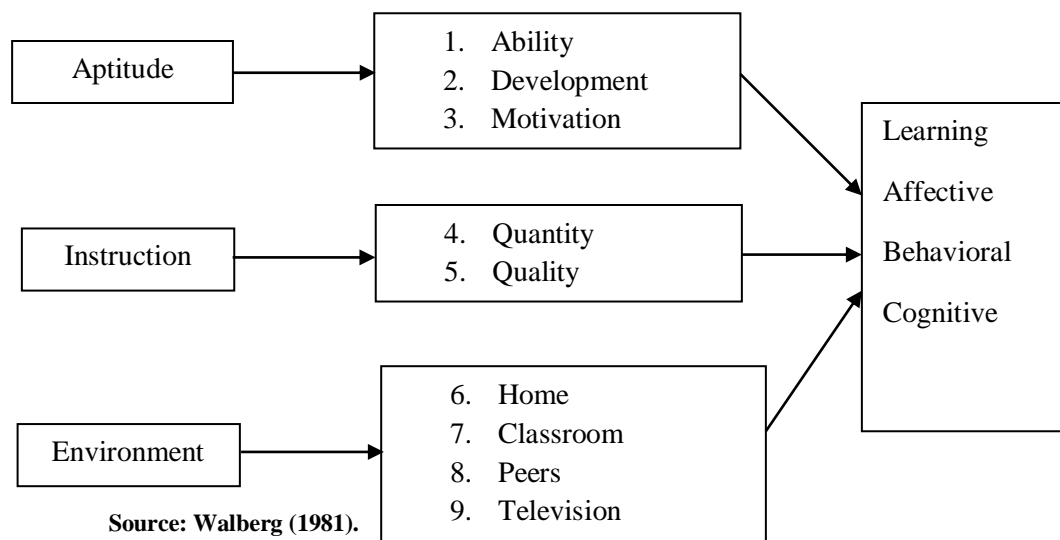 Aptitude
1. Ability
2. Development
3. Motivation
Learning
Affective
Behavioral
Cognitive
Instruction
4. Quantity
5. Quality
Environment
6. Home
7. Classroom
8. Peers
9. Television
Source: Walberg (1981).